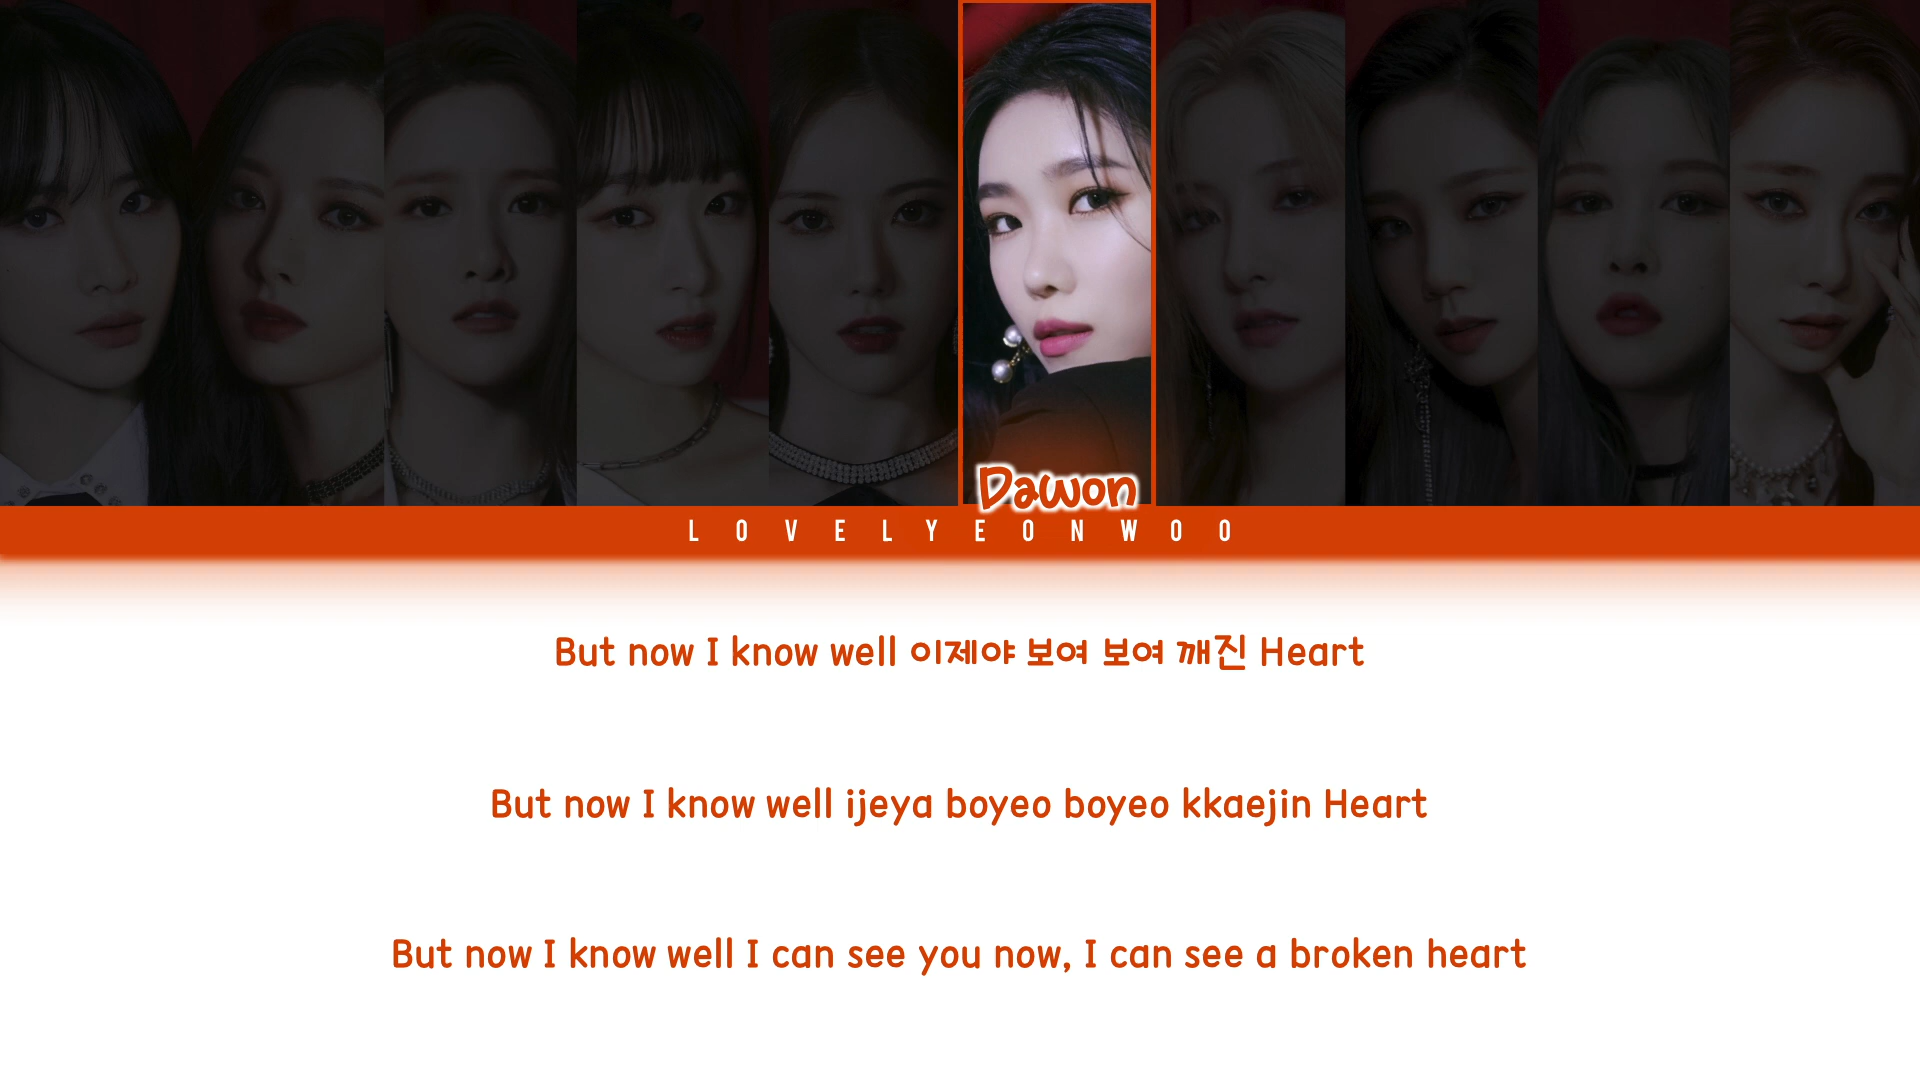 Dawon
LOVELYEONWOO
But now I know well 이제야 보여 보여 깨진 Heart
But now I know well ijeya boyeo boyeo kkaejin Heart
But now I know well I can see you now, I can see a broken heart